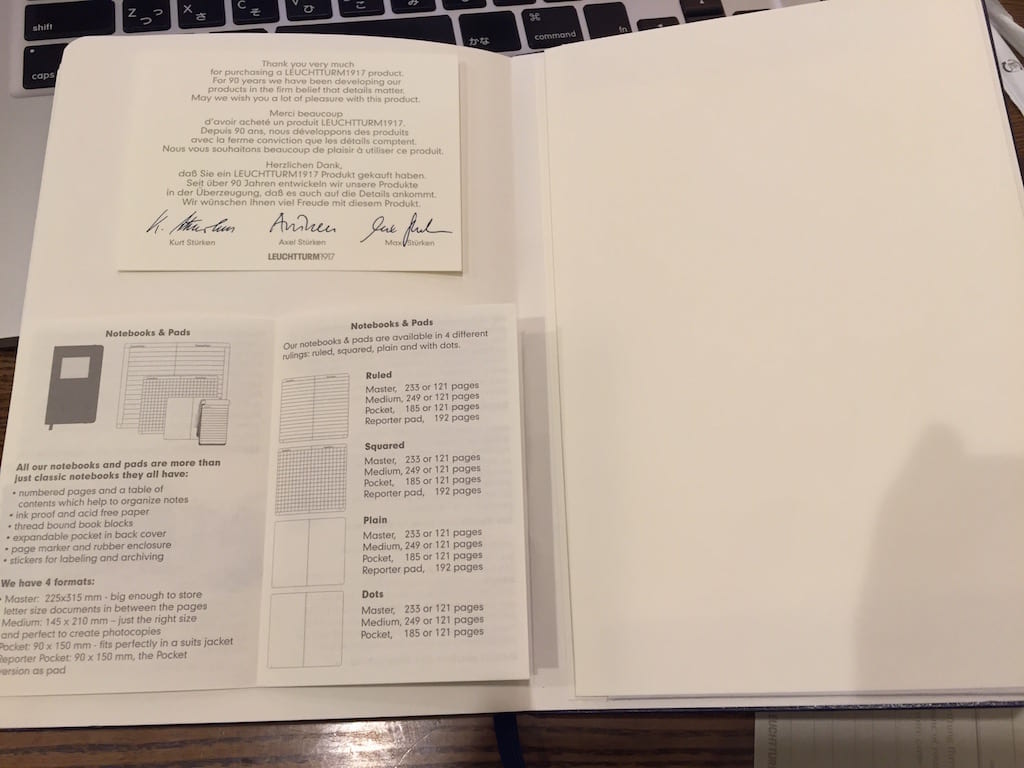 shift
Z
つっ
X
さ
C
そ
V
ひ
み
かな
⌘
command
fn
caps
Thank you very much
for purchasing a LEUCHTTURM1917 product.
For 90 years we have been developing our
products in the firm belief that details matter.
May we wish you a lot of pleasure with this product.
Merci beaucoup
d'avoir acheté un produit LEUCHTTURM1917.
Depuis 90 ans, nous développons des produits
avec la ferme conviction que les détails comptent.
Nous vous souhaitons beaucoup de plaisir à utiliser ce produit.
Herzlichen Dank,
daß Sie ein LEUCHTTURM1917 Produkt gekauft haben.
Seit über 90 Jahren entwickeln wir unsere Produkte
in der Überzeugung, daß es auch auf die Details ankommt.
Wir wünschen Ihnen viel Freude mit diesem Produkt.
Kurt Stürken
Axel Stürken
Max Stürken
LEUCHTTURM1917
Notebooks & Pads
All our notebooks and pads are more than
just classic notebooks they all have:
• numbered pages and a table of
contents which help to organize notes
• ink proof and acid free paper
• thread bound book blocks
• expandable pocket in back cover
• page marker and rubber enclosure
• stickers for labeling and archiving
We have 4 formats:
• Master: 225x315 mm - big enough to store
letter size documents in between the pages
Medium: 145 x 210 mm – just the right size
and perfect to create photocopies
Pocket: 90 x 150 mm - fits perfectly in a suits jacket
Reporter Pocket: 90 x 150 mm, the Pocket
version as pad
Notebooks & Pads
Our notebooks & pads are available in 4 different
rulings: ruled, squared, plain and with dots.
Ruled
Master, 233 or 121 pages
Medium, 249 or 121 pages
Pocket, 185 or 121 pages
Reporter pad, 192 pages
Squared
Master, 233 or 121 pages
Medium, 249 or 121 pages
Pocket, 185 or 121 pages
Reporter pad, 192 pages
Plain
Master, 233 or 121 pages
Medium, 249 or 121 pages
Pocket, 185 or 121 pages
Reporter pad, 192 pages
Dots
Master, 233 or 121 pages
Medium, 249 or 121 pages
Pocket, 185 or 121 pages
LEUCHTTURM